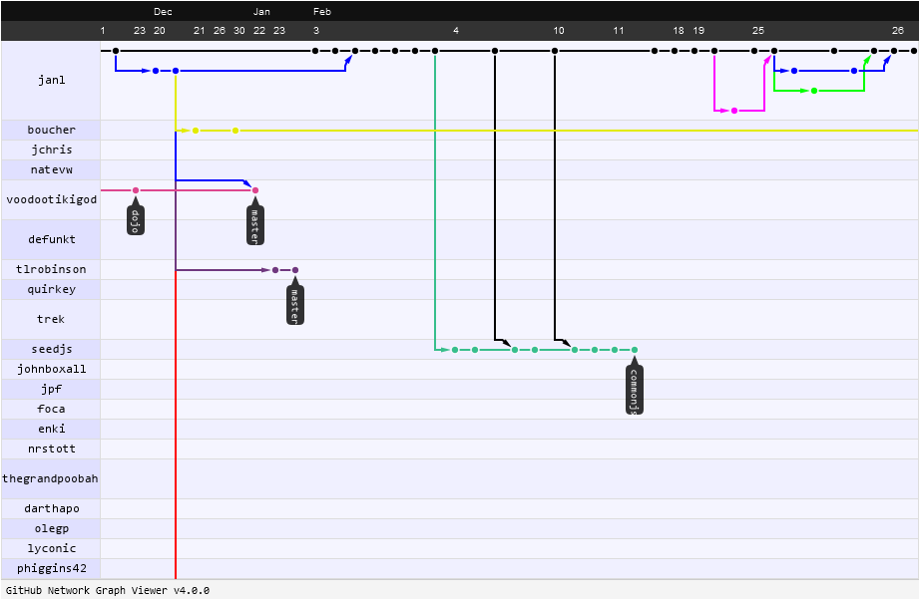 Dec Jan Feb
1 23 20 21 26 30 22 23 3 4 10 11 18 19 25 26
janl
boucher
jchris
natevw
voodootikigod
dojo
master
defunkt
tlrobinson
quirkey
master
trek
seedjs
johnboxall
commonjs
jpf
foca
enki
nrstott
thegrandpoobah
darthapo
olegp
lyconic
phiggins42
GitHub Network Graph Viewer v4.0.0